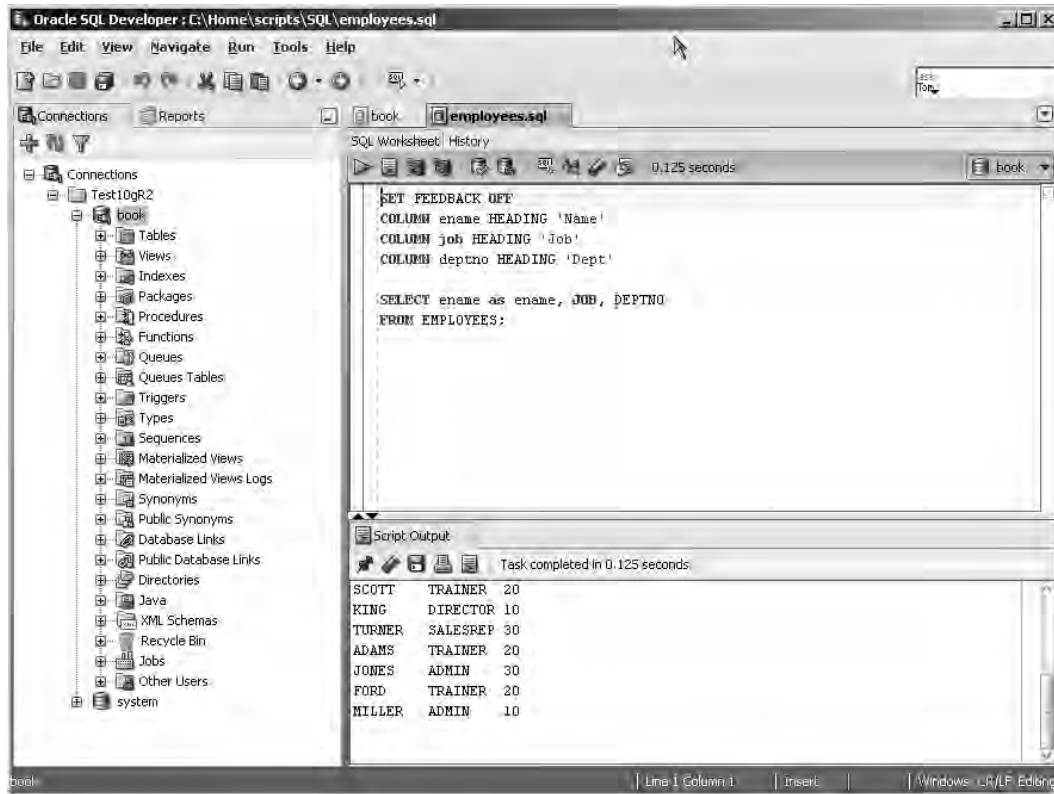 Oracle SQL Developer : C:\Home\scripts\SQL\employees.sql
File Edit View Navigate Run Tools Help
Connections Reports
book employees.sql
SQL Worksheet History
0.125 seconds
book
Connections
Test10gR2
book
Tables
Views
Indexes
Packages
Procedures
Functions
Queues
Queues Tables
Triggers
Types
Sequences
Materialized Views
Materialized Views Logs
Synonyms
Public Synonyms
Database Links
Public Database Links
Directories
Java
XML Schemas
Recycle Bin
Jobs
Other Users
system
SET FEEDBACK OFF
COLUMN ename HEADING 'Name'
COLUMN job HEADING 'Job'
COLUMN deptno HEADING 'Dept'
SELECT ename as ename, JOB, DEPTNO
FROM EMPLOYEES;
Script Output
Task completed in 0.125 seconds
SCOTT TRAINER 20
KING DIRECTOR 10
TURNER SALESREP 30
ADAMS TRAINER 20
JONES ADMIN 30
FORD TRAINER 20
MILLER ADMIN 10
book
Line 1 Column 1
Insert
Windows: CR/LF Editing